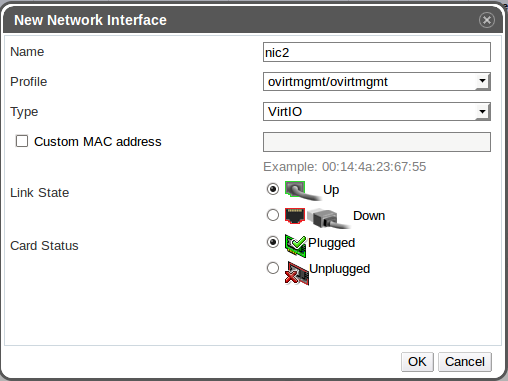 New Network Interface
Name nic2
Profile ovirtmgmt/ovirtmgmt
Type VirtIO
Custom MAC address
Example: 00:14:4a:23:67:55
Link State Up
Down
Card Status Plugged
Unplugged
OK Cancel